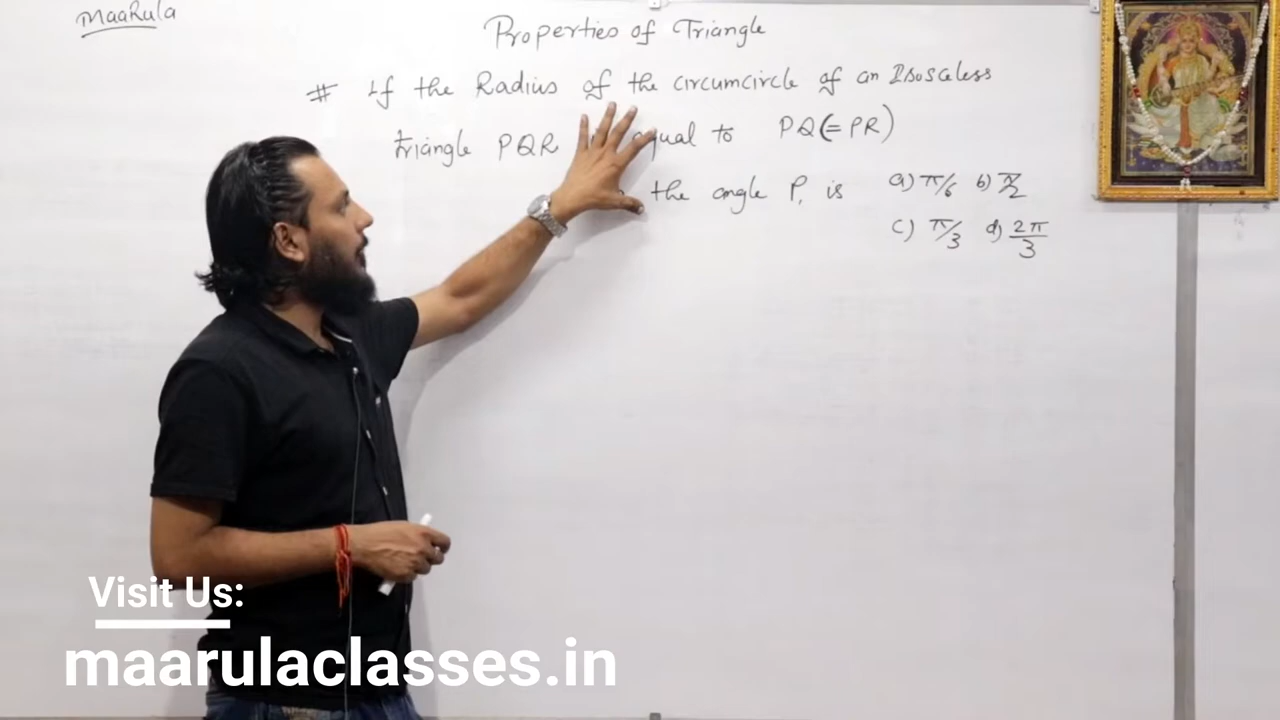 MaaRula
Properties of Triangle
# If the Radius of the circumcircle of an Isosceless
triangle PQR equal to PQ(=PR)
the angle P, is a) π/6 b) π/2
c) π/3 d) 2π/3
Visit Us:
maarulaclasses.in